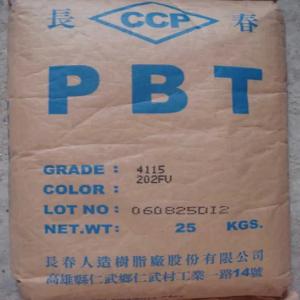 長 CCP 春
PBT
GRADE : 4115
COLOR : 202FU
LOT NO : 060825DI2
NET.WT: 25 KGS.
長春人造樹脂廠股份有限公司
高雄縣仁武鄉仁武村工業一路14號